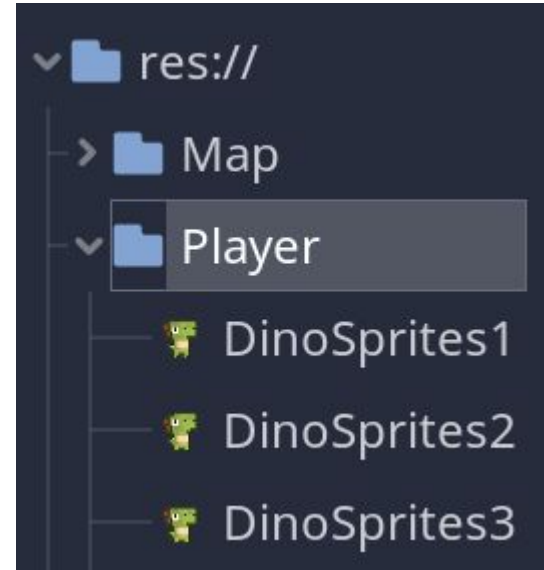 res://
Map
Player
DinoSprites1
DinoSprites2
DinoSprites3